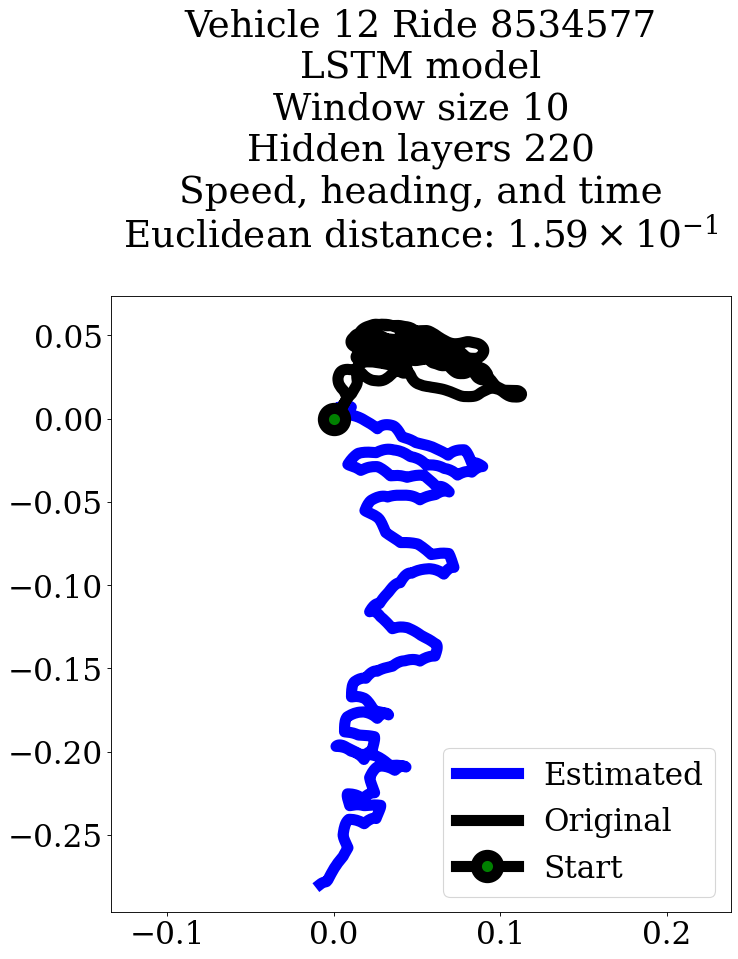 Vehicle 12 Ride 8534577
LSTM model
Window size 10
Hidden layers 220
Speed, heading, and time
Euclidean distance: 1.59 × 10⁻¹
0.05
0.00
−0.05
−0.10
−0.15
−0.20
−0.25
Estimated
Original
Start
−0.1 0.0 0.1 0.2